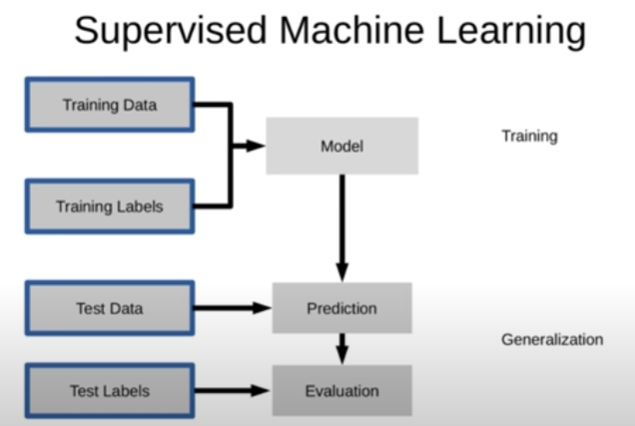 Supervised Machine Learning
Training Data
Training Labels
Model
Training
Test Data
Prediction
Generalization
Test Labels
Evaluation